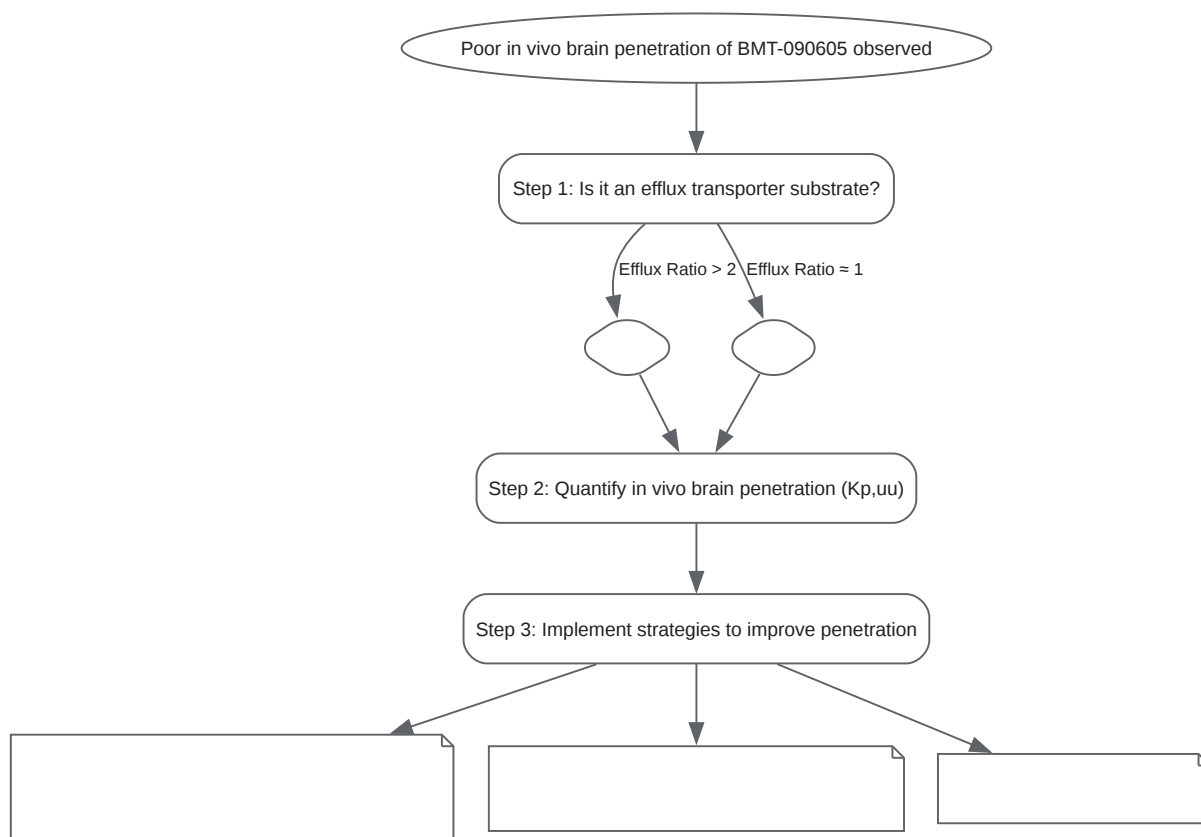 Poor in vivo brain penetration of BMT-090605 observed
Step 1: Is it an efflux transporter substrate?
Efflux Ratio > 2
Efflux Ratio ≈ 1
Step 2: Quantify in vivo brain penetration (Kp,uu)
Step 3: Implement strategies to improve penetration